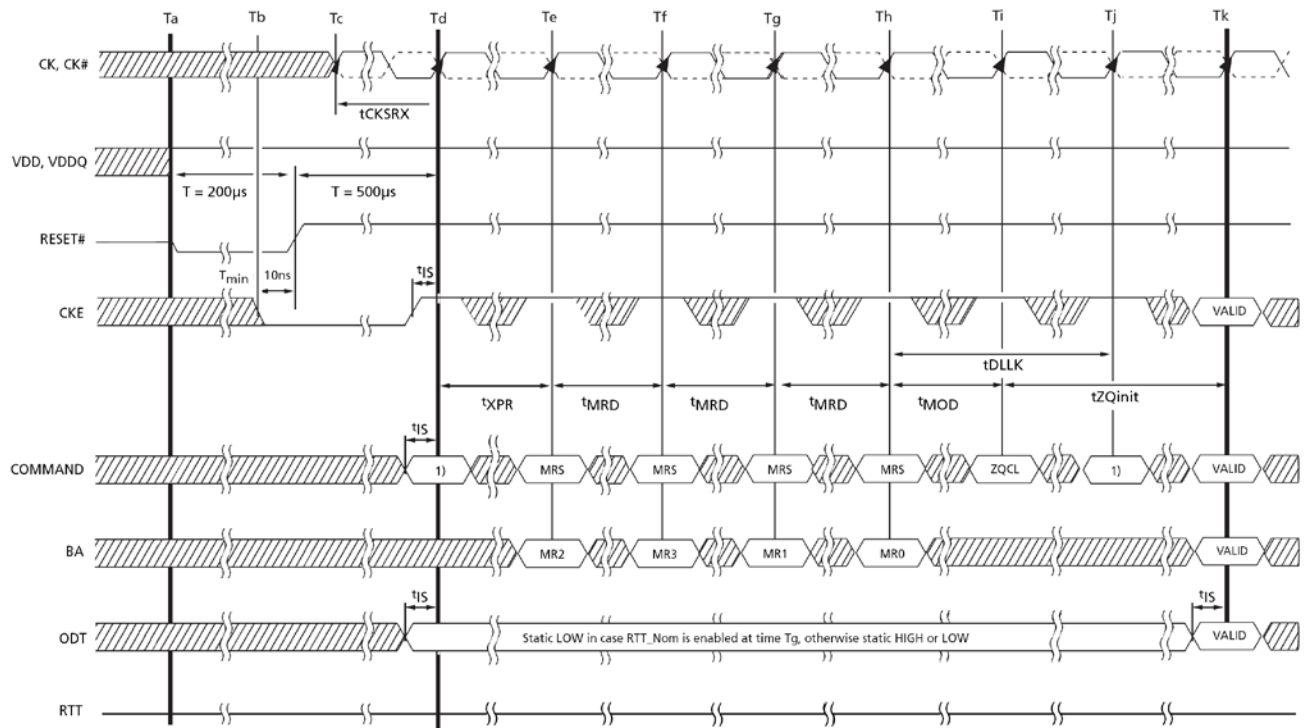 Ta Tb Tc Td Te Tf Tg Th Ti Tj Tk
CK, CK#
tCKSRX
VDD, VDDQ
T = 200µs T = 500µs
RESET#
Tmin 10ns tIS
CKE VALID
tDLLK
tXPR tMRD tMRD tMRD tMOD tZQinit
tIS
COMMAND 1) MRS MRS MRS MRS ZQCL 1) VALID
BA MR2 MR3 MR1 MR0 VALID
tIS tIS
ODT Static LOW in case RTT_Nom is enabled at time Tg, otherwise static HIGH or LOW VALID
RTT